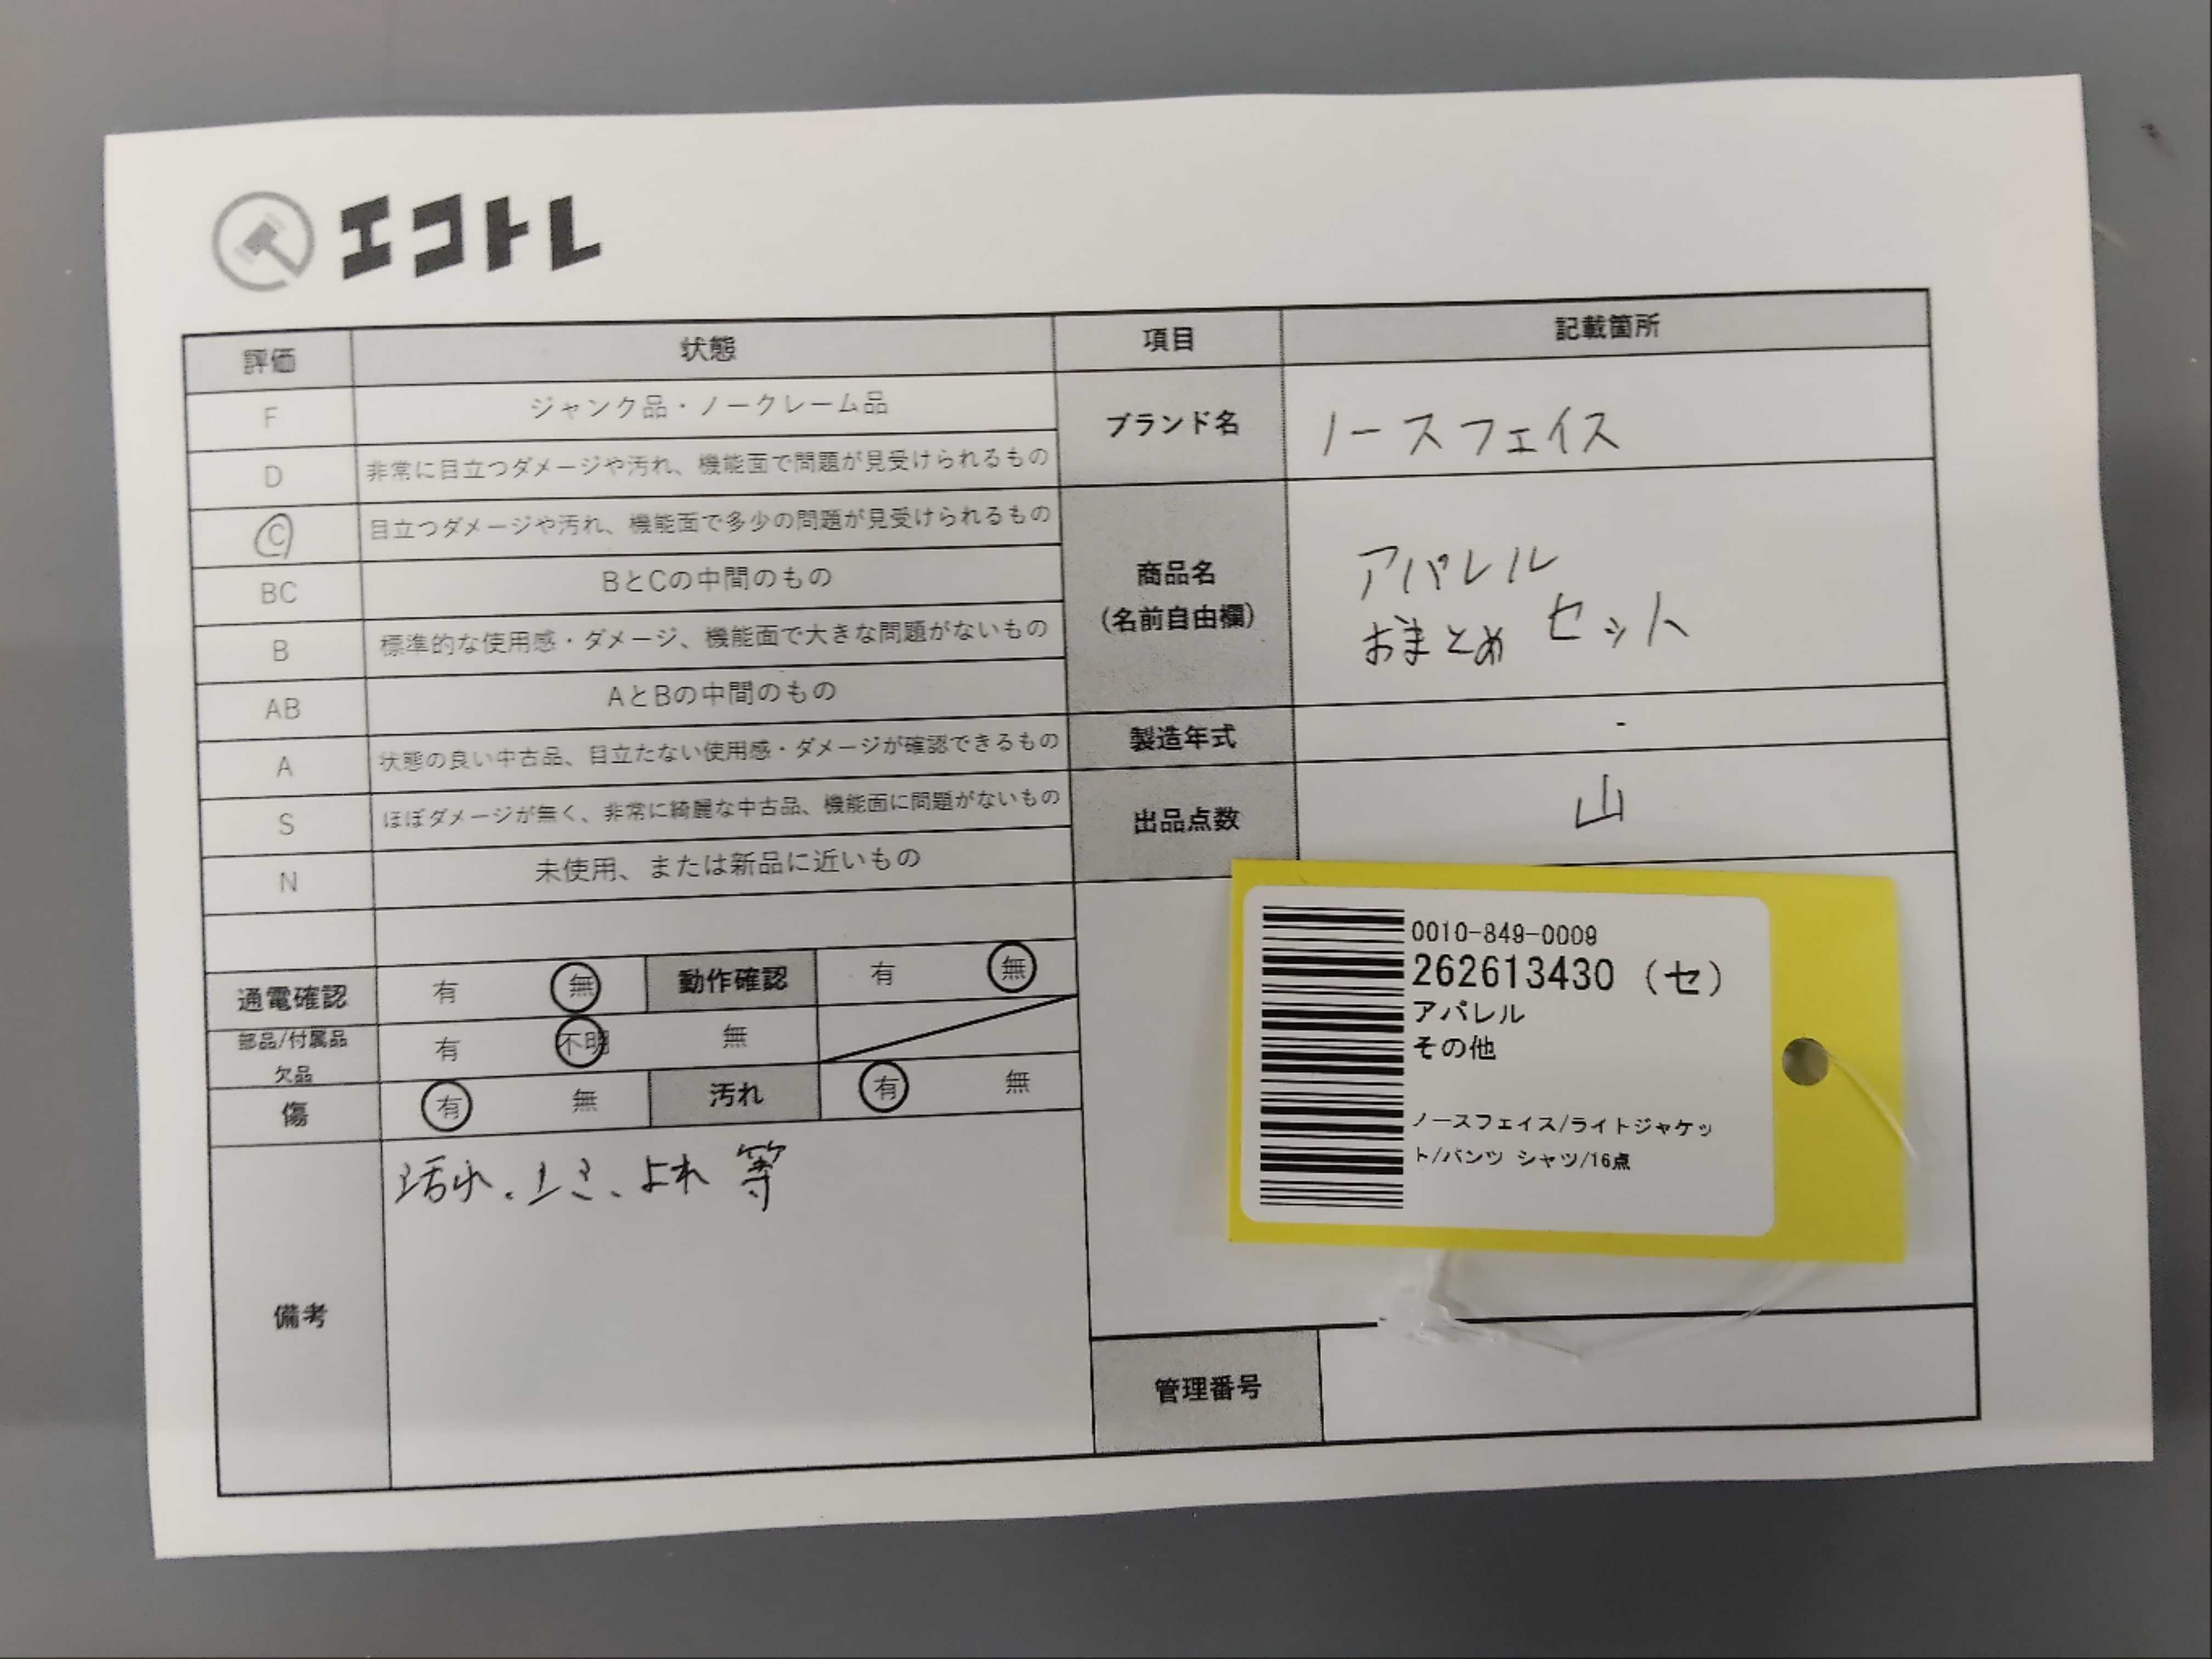 エコトレ
評価 状態 項目 記載箇所
F ジャンク品・ノークレーム品
D 非常に目立つダメージや汚れ、機能面で問題が見受けられるもの
C 目立つダメージや汚れ、機能面で多少の問題が見受けられるもの
BC BとCの中間のもの
B 標準的な使用感・ダメージ、機能面で大きな問題がないもの
AB AとBの中間のもの
A 状態の良い中古品、目立たない使用感・ダメージが確認できるもの
S ほぼダメージが無く、非常に綺麗な中古品、機能面に問題がないもの
N 未使用、または新品に近いもの
ブランド名 ノースフェイス
商品名
(名前自由欄)
アパレル
おまとめ セット
製造年式 -
出品点数 山
通電確認 有 無 動作確認 有 無
部品/付属品
欠品
有 不明 無
傷 有 無 汚れ 有 無
備考
汚れ、よれ 等
0010-849-0009
262613430 (セ)
アパレル
その他
ノースフェイス/ライトジャケッ
ト/パンツ シャツ/16点
管理番号